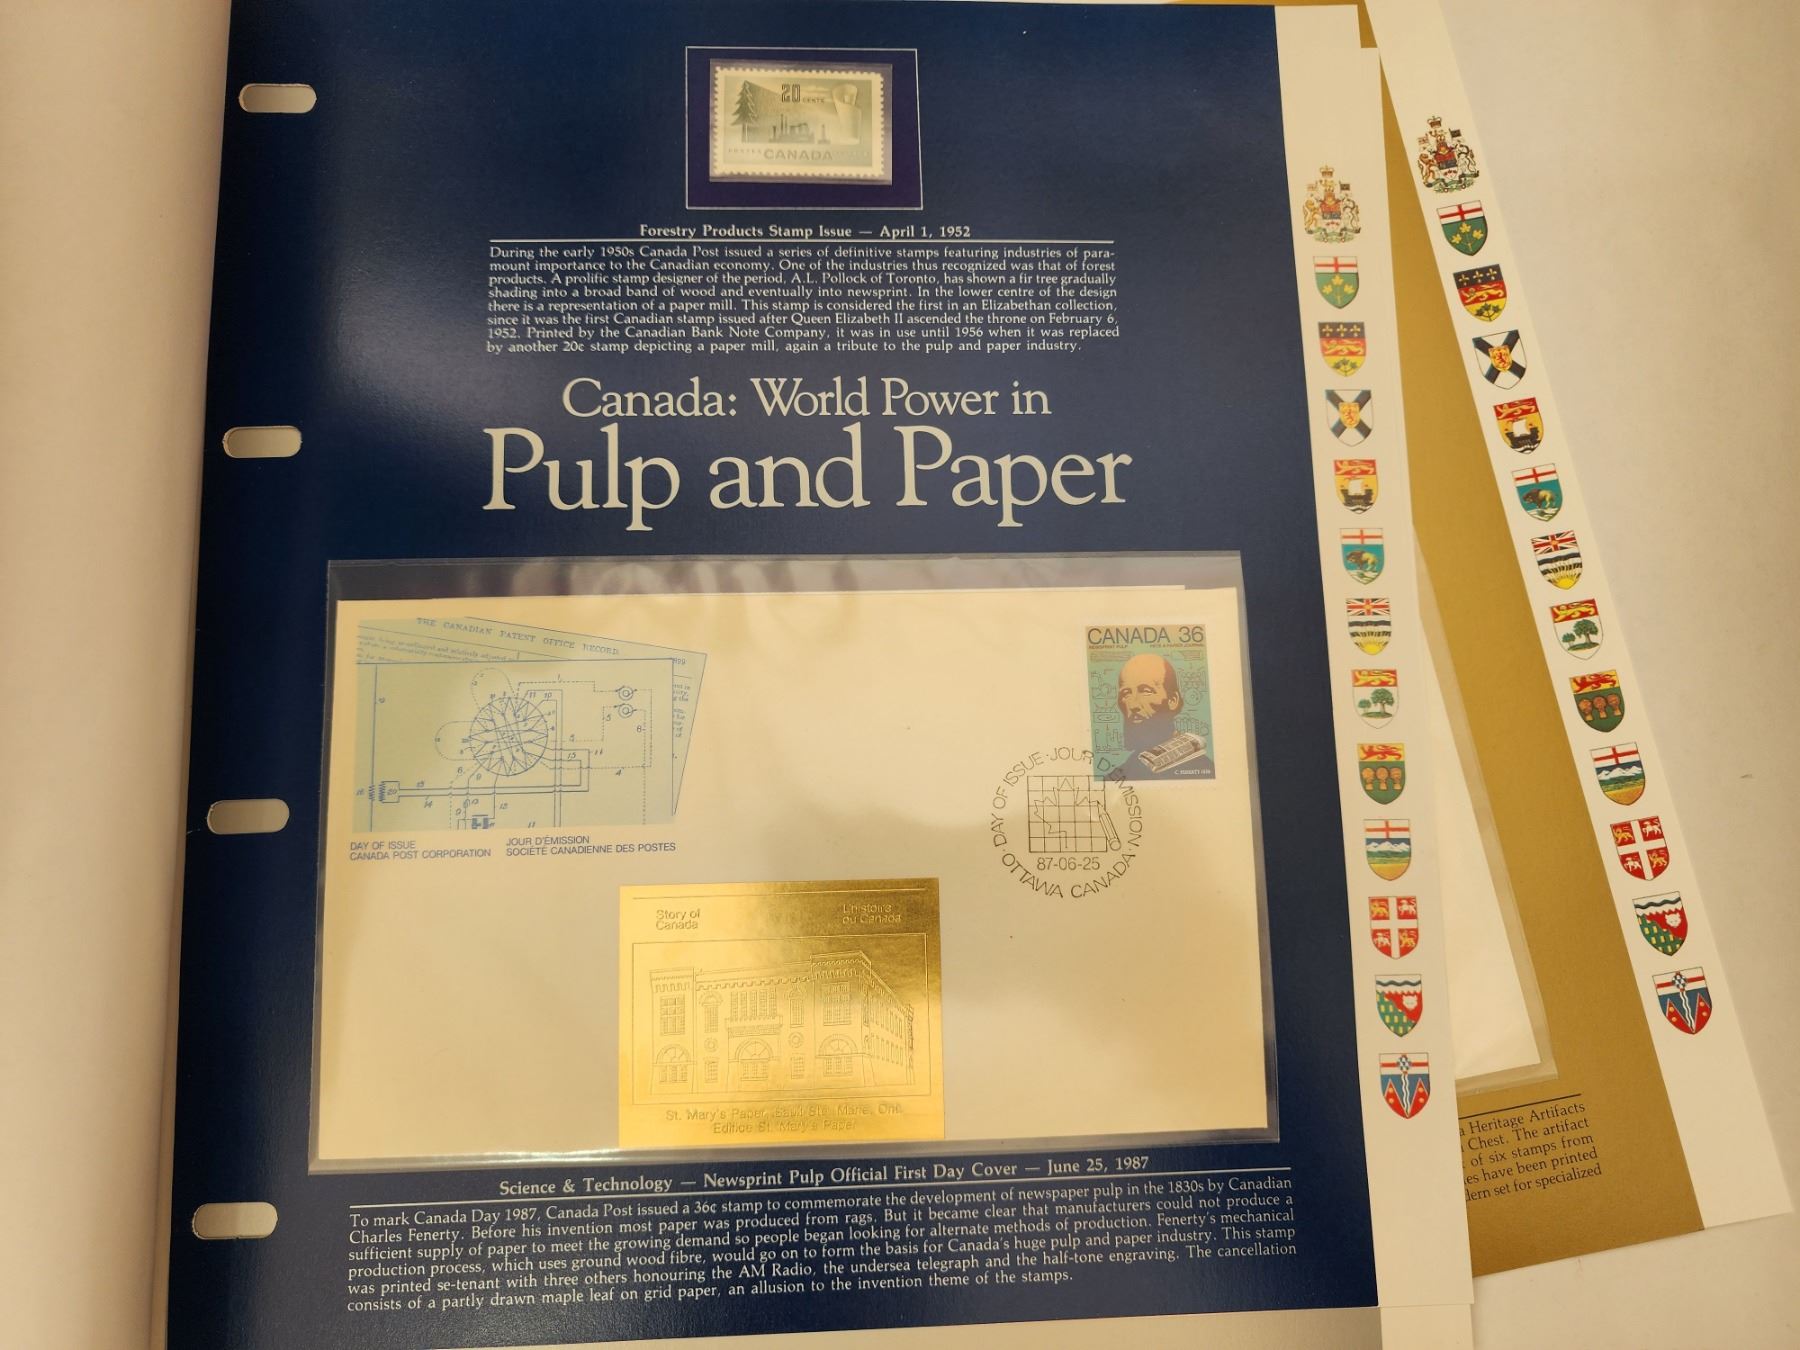 20 CENTS
POSTES CANADA POSTAGE
Forestry Products Stamp Issue — April 1, 1952
During the early 1950s Canada Post issued a series of definitive stamps featuring industries of para-
mount importance to the Canadian economy. One of the industries thus recognized was that of forest
products. A prolific stamp designer of the period, A.L. Pollock of Toronto, has shown a fir tree gradually
shading into a broad band of wood and eventually into newsprint. In the lower centre of the design
there is a representation of a paper mill. This stamp is considered the first in an Elizabethan collection,
since it was the first Canadian stamp issued after Queen Elizabeth II ascended the throne on February 6,
1952. Printed by the Canadian Bank Note Company, it was in use until 1956 when it was replaced
by another 20¢ stamp depicting a paper mill, again a tribute to the pulp and paper industry.
Canada: World Power in
Pulp and Paper
THE CANADIAN PATENT OFFICE RECORD.
DAY OF ISSUE
CANADA POST CORPORATION
JOUR D'ÉMISSION
SOCIÉTÉ CANADIENNE DES POSTES
CANADA 36
NEWSPRINT PULP PÂTE À PAPIER JOURNAL
C. FENERTY 1838
DAY OF ISSUE · JOUR D'ÉMISSION
87-06-25
OTTAWA CANADA
Story of
Canada
L'histoire
du Canada
St. Mary's Paper, Sault Ste. Marie, Ont.
Édifice St. Mary's Paper
Science & Technology — Newsprint Pulp Official First Day Cover — June 25, 1987
To mark Canada Day 1987, Canada Post issued a 36¢ stamp to commemorate the development of newspaper pulp in the 1830s by Canadian
Charles Fenerty. Before his invention most paper was produced from rags. But it became clear that manufacturers could not produce a
sufficient supply of paper to meet the growing demand so people began looking for alternate methods of production. Fenerty's mechanical
production process, which uses ground wood fibre, would go on to form the basis for Canada's huge pulp and paper industry. This stamp
was printed se-tenant with three others honouring the AM Radio, the undersea telegraph and the half-tone engraving. The cancellation
consists of a partly drawn maple leaf on grid paper, an allusion to the invention theme of the stamps.
a Heritage Artifacts
Chest. The artifact
of six stamps from
es have been printed
dern set for specialized